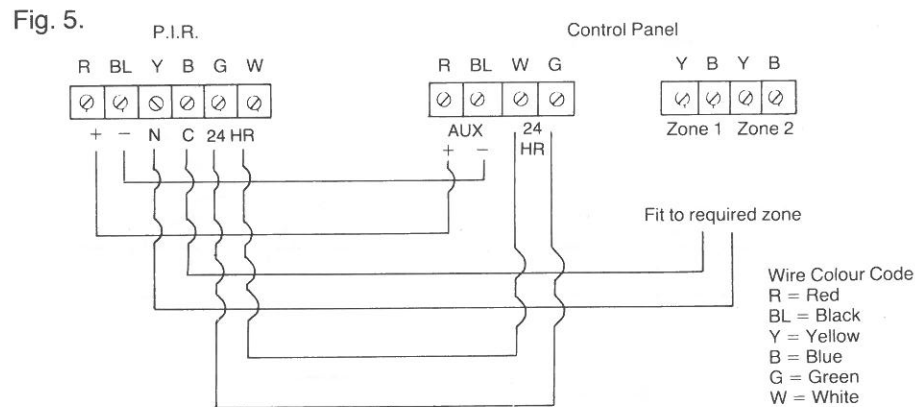 Fig. 5.
P.I.R.
Control Panel
R BL Y B G W
R BL W G
Y B Y B
+ − N C 24 HR
AUX
+ −
24
HR
Zone 1 Zone 2
Fit to required zone
Wire Colour Code
R = Red
BL = Black
Y = Yellow
B = Blue
G = Green
W = White